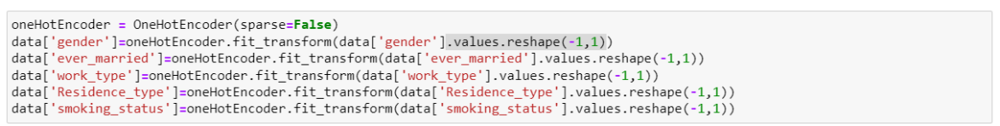 oneHotEncoder = OneHotEncoder(sparse=False)
data['gender']=oneHotEncoder.fit_transform(data['gender'].values.reshape(-1,1))
data['ever_married']=oneHotEncoder.fit_transform(data['ever_married'].values.reshape(-1,1))
data['work_type']=oneHotEncoder.fit_transform(data['work_type'].values.reshape(-1,1))
data['Residence_type']=oneHotEncoder.fit_transform(data['Residence_type'].values.reshape(-1,1))
data['smoking_status']=oneHotEncoder.fit_transform(data['smoking_status'].values.reshape(-1,1))